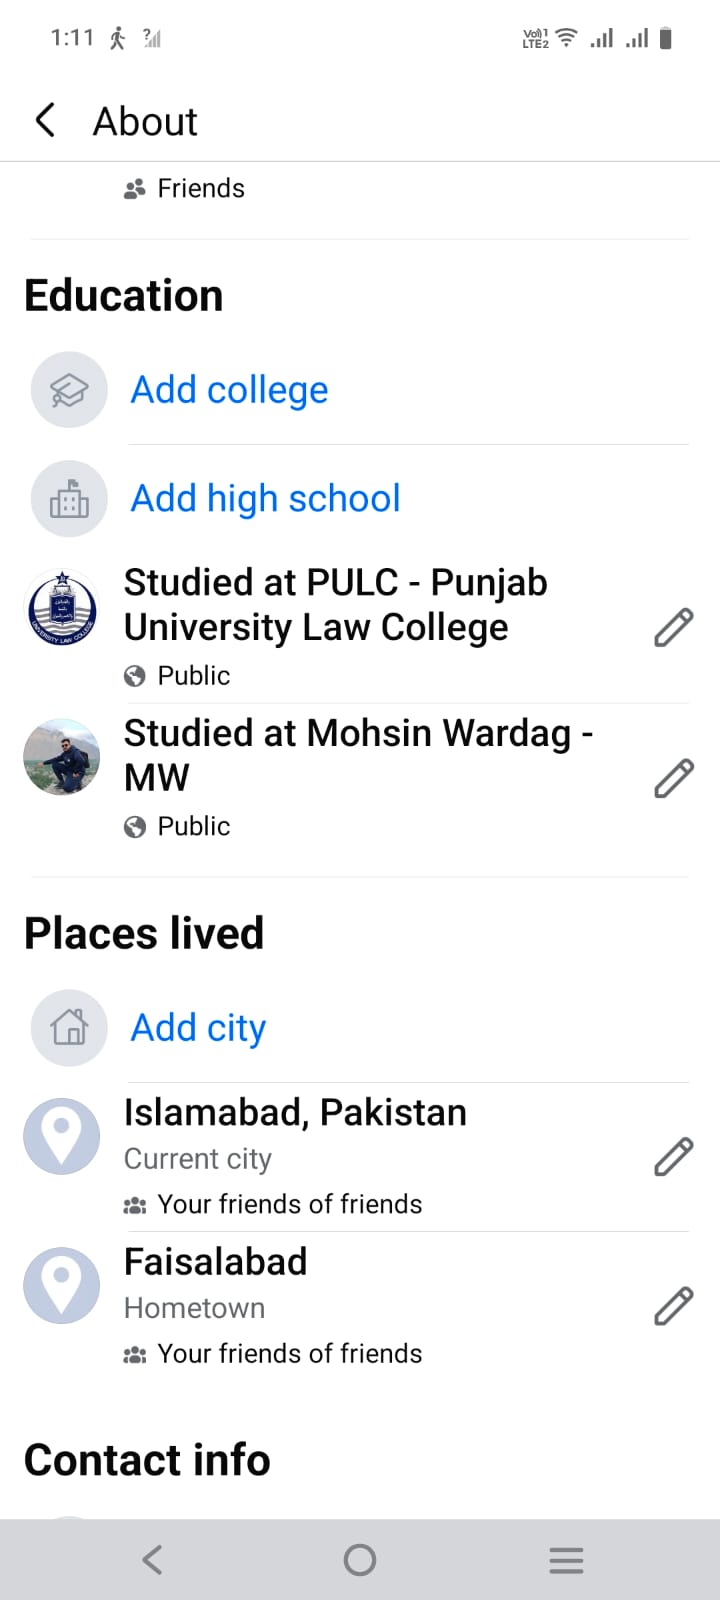 1:11
Vo) 1
LTE2
About
Friends
Education
Add college
Add high school
Studied at PULC - Punjab
University Law College
Public
Studied at Mohsin Wardag -
MW
Public
Places lived
Add city
Islamabad, Pakistan
Current city
Your friends of friends
Faisalabad
Hometown
Your friends of friends
Contact info